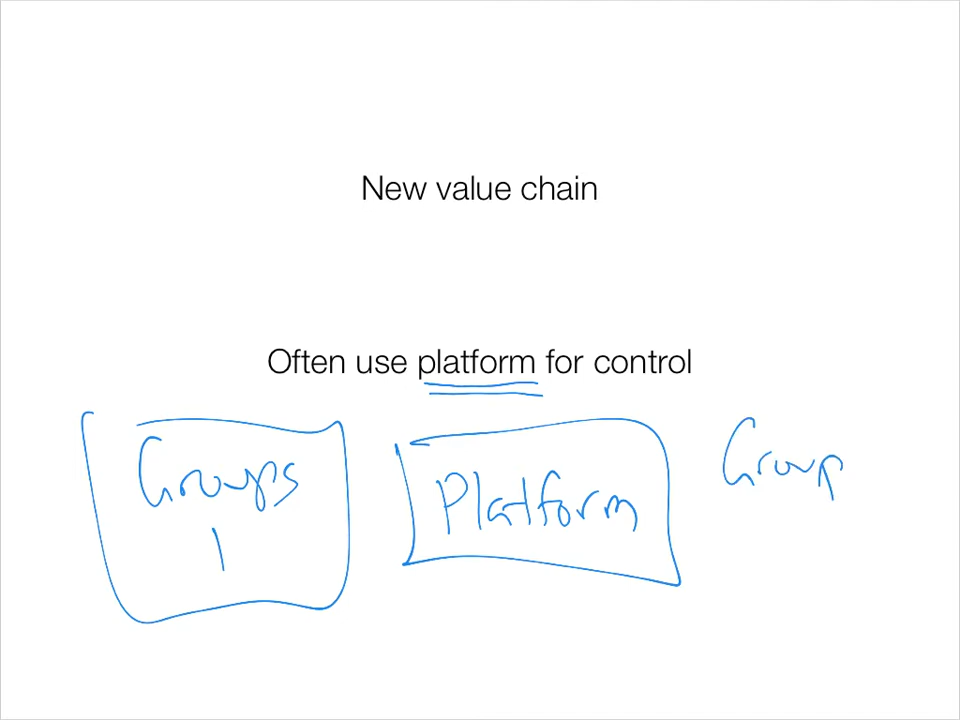 New value chain
Often use platform for control
Groups
1
Platform
Group